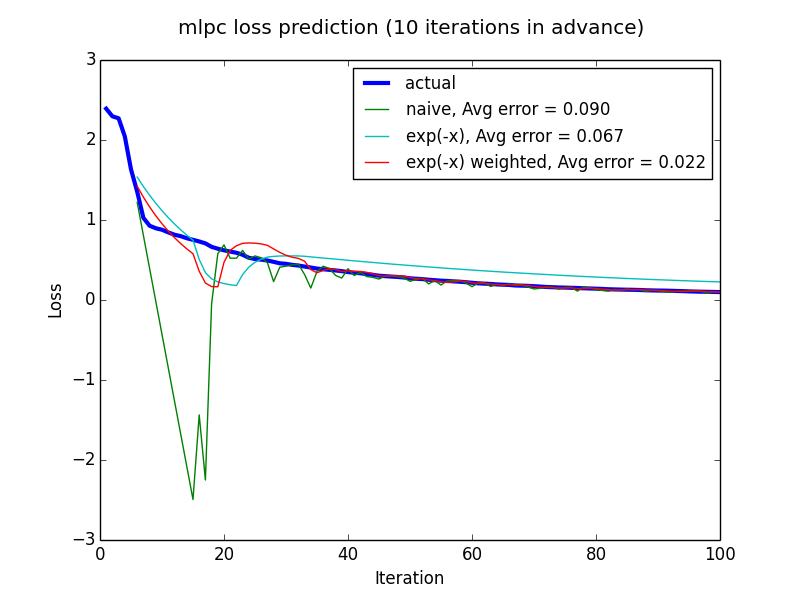 mlpc loss prediction (10 iterations in advance)
3
2
1
0
−1
−2
−3
Loss
actual
naive, Avg error = 0.090
exp(-x), Avg error = 0.067
exp(-x) weighted, Avg error = 0.022
0 20 40 60 80 100
Iteration